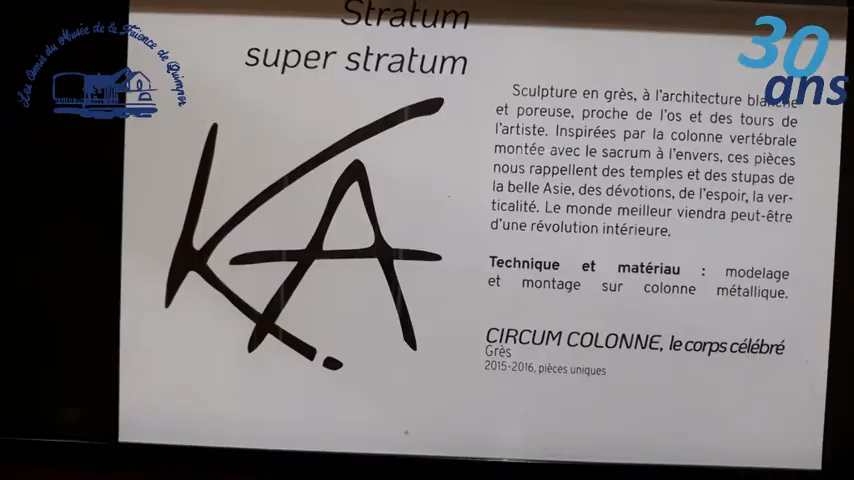 Les Amis du Musée de la Faïence de Quimper
30
ans
Stratum
super stratum
KA
Sculpture en grès, à l'architecture blanche
et poreuse, proche de l'os et des tours de
l'artiste. Inspirées par la colonne vertébrale
montée avec le sacrum à l'envers, ces pièces
nous rappellent des temples et des stupas de
la belle Asie, des dévotions, de l'espoir, la ver-
ticalité. Le monde meilleur viendra peut-être
d'une révolution intérieure.
Technique et matériau : modelage
et montage sur colonne métallique.
CIRCUM COLONNE, le corps célébré
Grès
2015-2016, pièces uniques